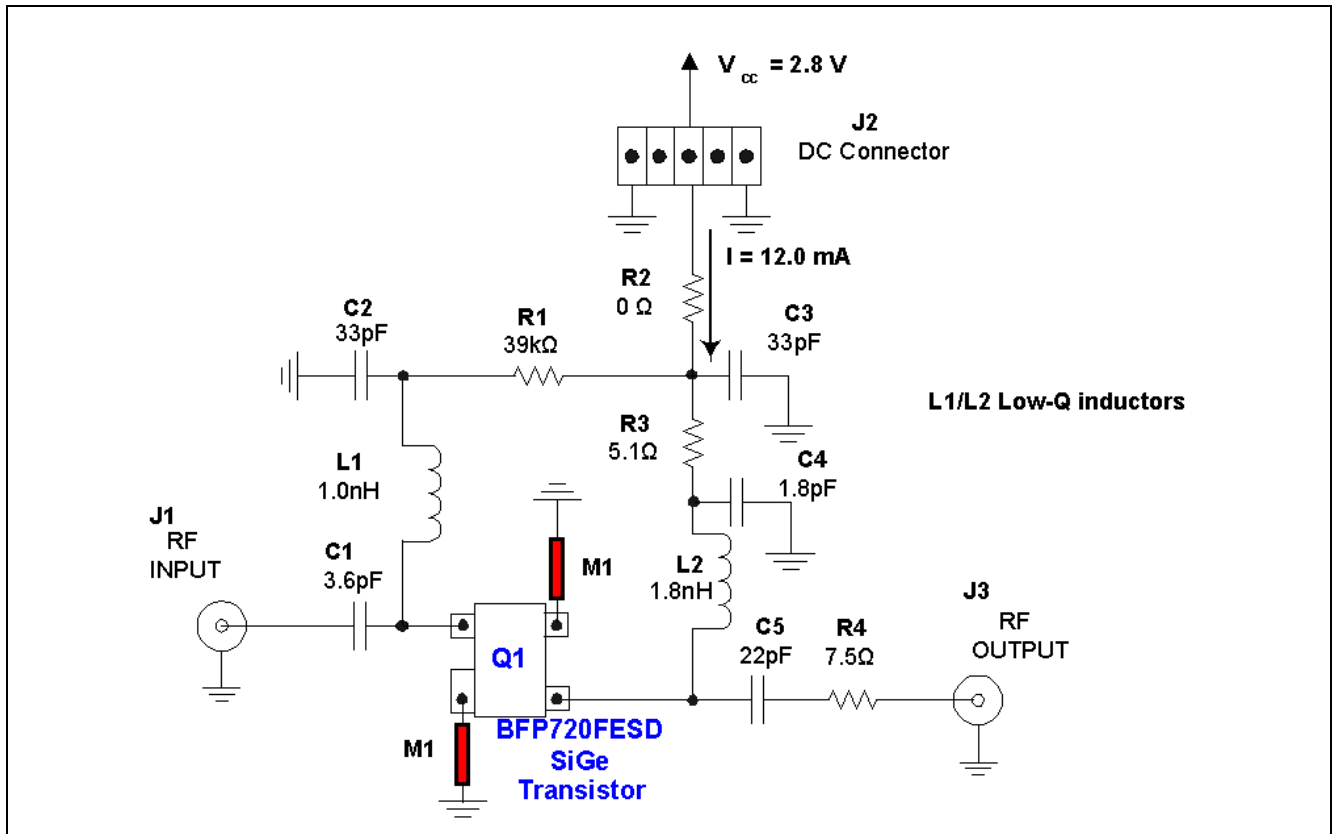 V cc = 2.8 V
J2
DC Connector
I = 12.0 mA
R2
0 Ω
C2
33pF
R1
39kΩ
C3
33pF
L1/L2 Low-Q inductors
R3
5.1Ω
C4
1.8pF
L1
1.0nH
J1
RF
INPUT
C1
3.6pF
M1
L2
1.8nH
J3
RF
OUTPUT
C5
22pF
R4
7.5Ω
Q1
M1
BFP720FESD
SiGe
Transistor